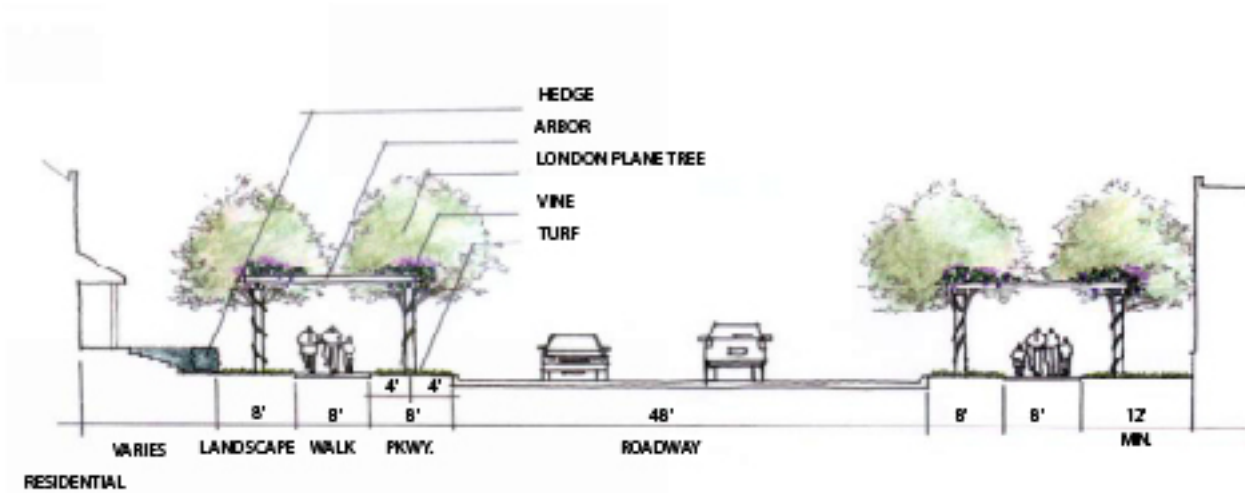 HEDGE
ARBOR
LONDON PLANE TREE
VINE
TURF
4' 4'
8' 8' 8' 48' 8' 8' 12'
MIN.
VARIES LANDSCAPE WALK PKWY. ROADWAY
RESIDENTIAL